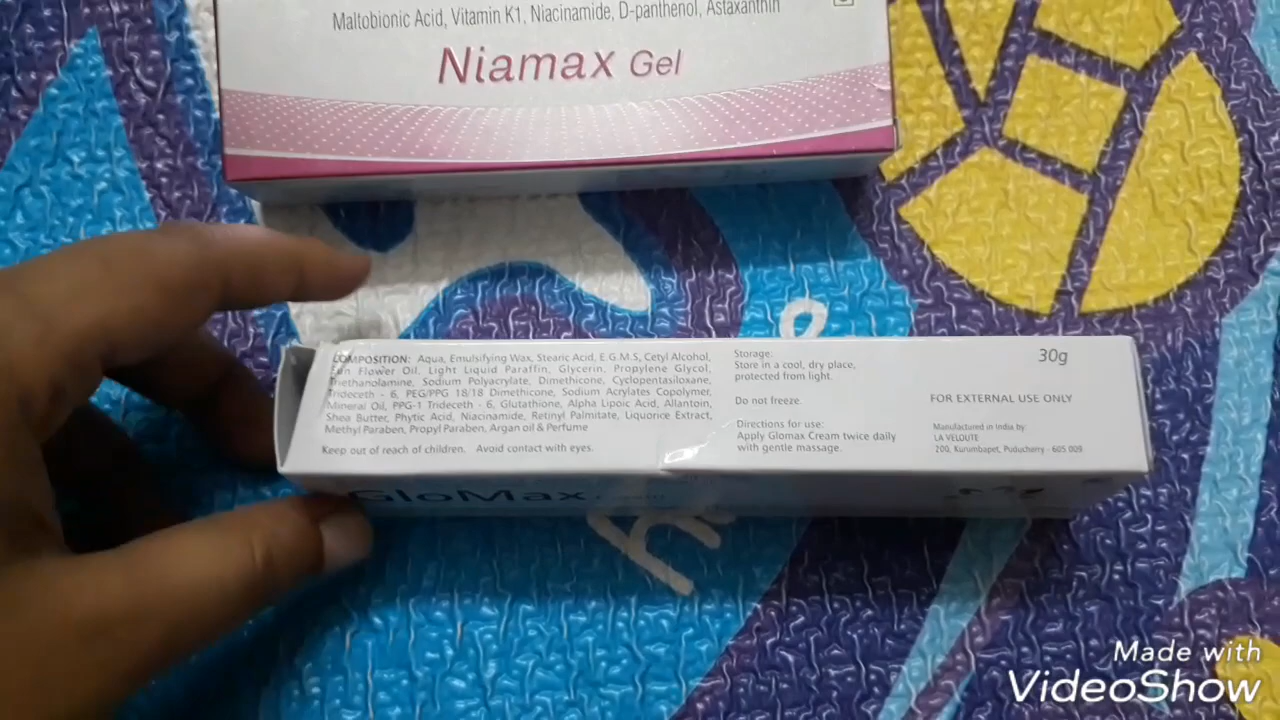 Maltobionic Acid, Vitamin K1, Niacinamide, D-panthenol, Astaxanthin
Niamax Gel
COMPOSITION: Aqua, Emulsifying Wax, Stearic Acid, E.G.M.S, Cetyl Alcohol,
Sun Flower Oil, Light Liquid Paraffin, Glycerin, Propylene Glycol,
Triethanolamine, Sodium Polyacrylate, Dimethicone, Cyclopentasiloxane,
Trideceth - 6, PEG/PPG 18/18 Dimethicone, Sodium Acrylates Copolymer,
Mineral Oil, PPG-1 Trideceth - 6, Glutathione, Alpha Lipoic Acid, Allantoin,
Shea Butter, Phytic Acid, Niacinamide, Retinyl Palmitate, Liquorice Extract,
Methyl Paraben, Propyl Paraben, Argan oil & Perfume
Keep out of reach of children. Avoid contact with eyes.
Storage:
Store in a cool, dry place,
protected from light.
Do not freeze.
Directions for use:
Apply Glomax Cream twice daily
with gentle massage.
30g
FOR EXTERNAL USE ONLY
Manufactured in India by:
LA VELOUTE
200, Kurumbapet, Puducherry - 605 009
GloMax
Made with
VideoShow